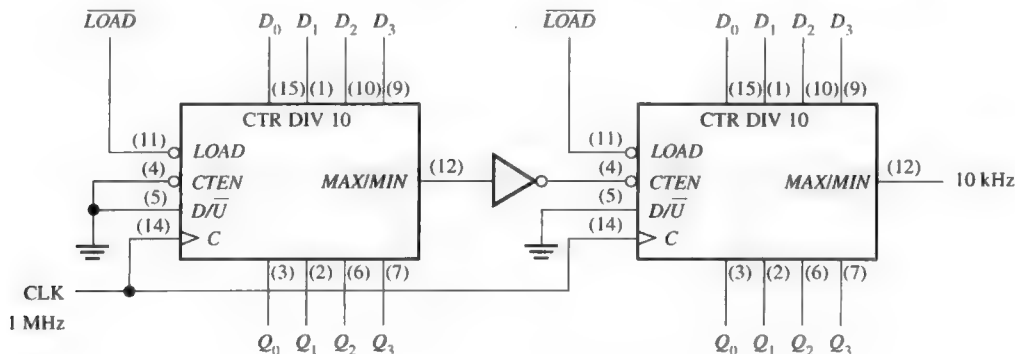 LOAD D₀ D₁ D₂ D₃ LOAD D₀ D₁ D₂ D₃
(15) (1) (10) (9) (15) (1) (10) (9)
CTR DIV 10 CTR DIV 10
(11) LOAD (11) LOAD
(4) CTEN MAX/MIN (12) (4) CTEN MAX/MIN (12) 10 kHz
(5) D/U̅ (5) D/U̅
(14) C (14) C
(3) (2) (6) (7) (3) (2) (6) (7)
CLK
1 MHz
Q₀ Q₁ Q₂ Q₃ Q₀ Q₁ Q₂ Q₃